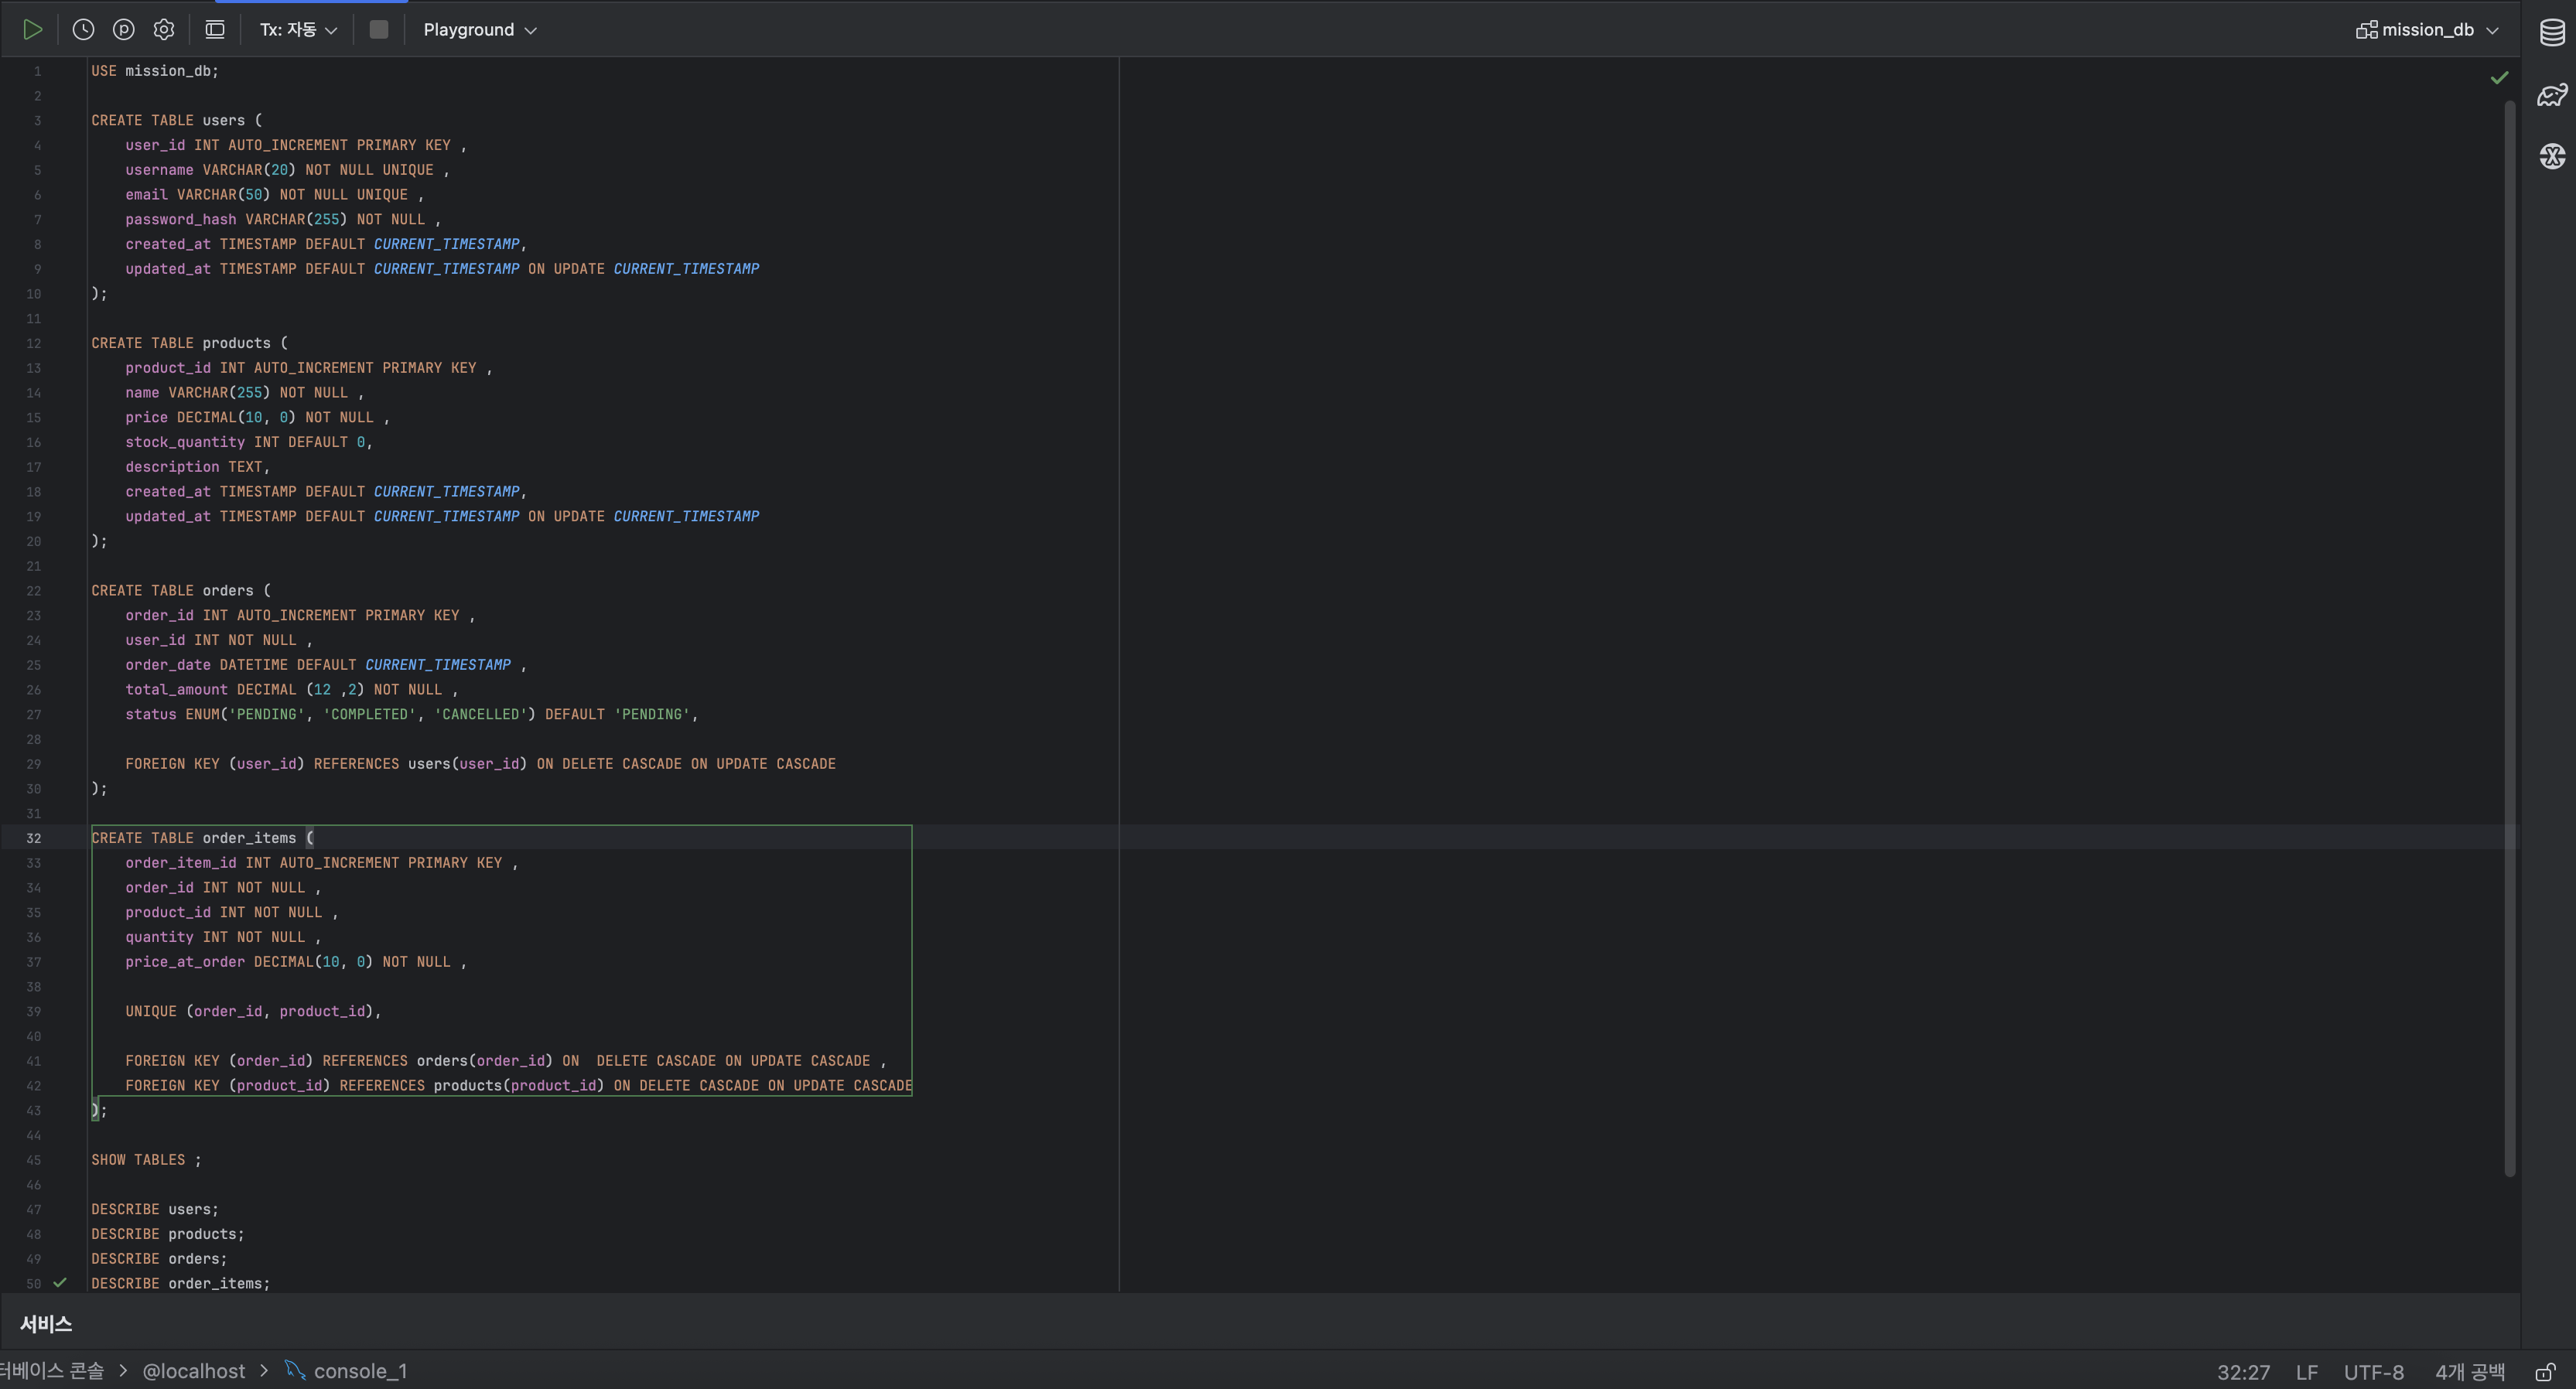 Tx: 자동 Playground mission_db
1 USE mission_db;
2
3 CREATE TABLE users (
4 user_id INT AUTO_INCREMENT PRIMARY KEY ,
5 username VARCHAR(20) NOT NULL UNIQUE ,
6 email VARCHAR(50) NOT NULL UNIQUE ,
7 password_hash VARCHAR(255) NOT NULL ,
8 created_at TIMESTAMP DEFAULT CURRENT_TIMESTAMP,
9 updated_at TIMESTAMP DEFAULT CURRENT_TIMESTAMP ON UPDATE CURRENT_TIMESTAMP
10 );
11
12 CREATE TABLE products (
13 product_id INT AUTO_INCREMENT PRIMARY KEY ,
14 name VARCHAR(255) NOT NULL ,
15 price DECIMAL(10, 0) NOT NULL ,
16 stock_quantity INT DEFAULT 0,
17 description TEXT,
18 created_at TIMESTAMP DEFAULT CURRENT_TIMESTAMP,
19 updated_at TIMESTAMP DEFAULT CURRENT_TIMESTAMP ON UPDATE CURRENT_TIMESTAMP
20 );
21
22 CREATE TABLE orders (
23 order_id INT AUTO_INCREMENT PRIMARY KEY ,
24 user_id INT NOT NULL ,
25 order_date DATETIME DEFAULT CURRENT_TIMESTAMP ,
26 total_amount DECIMAL (12 ,2) NOT NULL ,
27 status ENUM('PENDING', 'COMPLETED', 'CANCELLED') DEFAULT 'PENDING',
28
29 FOREIGN KEY (user_id) REFERENCES users(user_id) ON DELETE CASCADE ON UPDATE CASCADE
30 );
31
32 CREATE TABLE order_items (
33 order_item_id INT AUTO_INCREMENT PRIMARY KEY ,
34 order_id INT NOT NULL ,
35 product_id INT NOT NULL ,
36 quantity INT NOT NULL ,
37 price_at_order DECIMAL(10, 0) NOT NULL ,
38
39 UNIQUE (order_id, product_id),
40
41 FOREIGN KEY (order_id) REFERENCES orders(order_id) ON  DELETE CASCADE ON UPDATE CASCADE ,
42 FOREIGN KEY (product_id) REFERENCES products(product_id) ON DELETE CASCADE ON UPDATE CASCADE
43 );
44
45 SHOW TABLES ;
46
47 DESCRIBE users;
48 DESCRIBE products;
49 DESCRIBE orders;
50 DESCRIBE order_items;
서비스
터베이스 콘솔 > @localhost > console_1 32:27 LF UTF-8 4개 공백